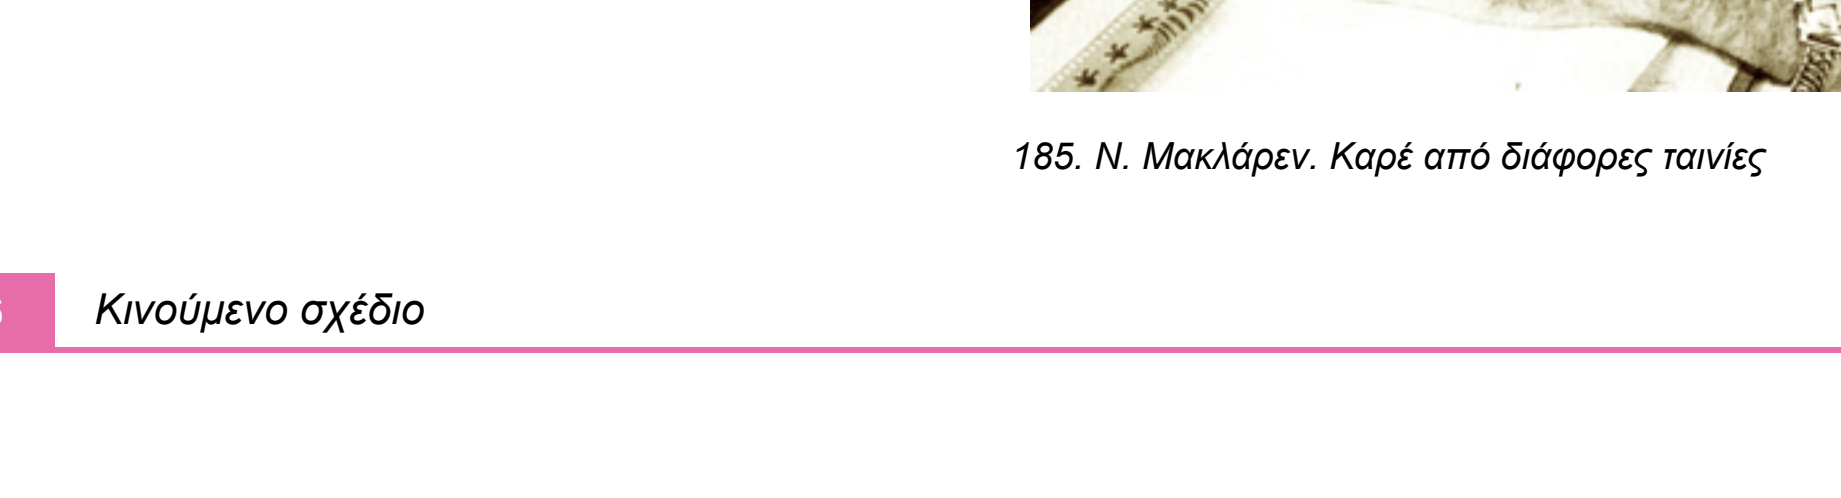 185. Ν. Μακλάρεν. Καρέ από διάφορες ταινίες
Κινούμενο σχέδιο